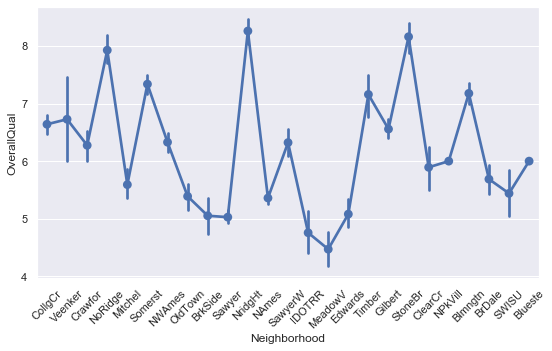 8
7
6
5
4
OverallQual
CollgCr
Veenker
Crawfor
NoRidge
Mitchel
Somerst
NWAmes
OldTown
BrkSide
Sawyer
NridgHt
NAmes
SawyerW
IDOTRR
MeadowV
Edwards
Timber
Gilbert
StoneBr
ClearCr
NPkVill
Blmngtn
BrDale
SWISU
Blueste
Neighborhood